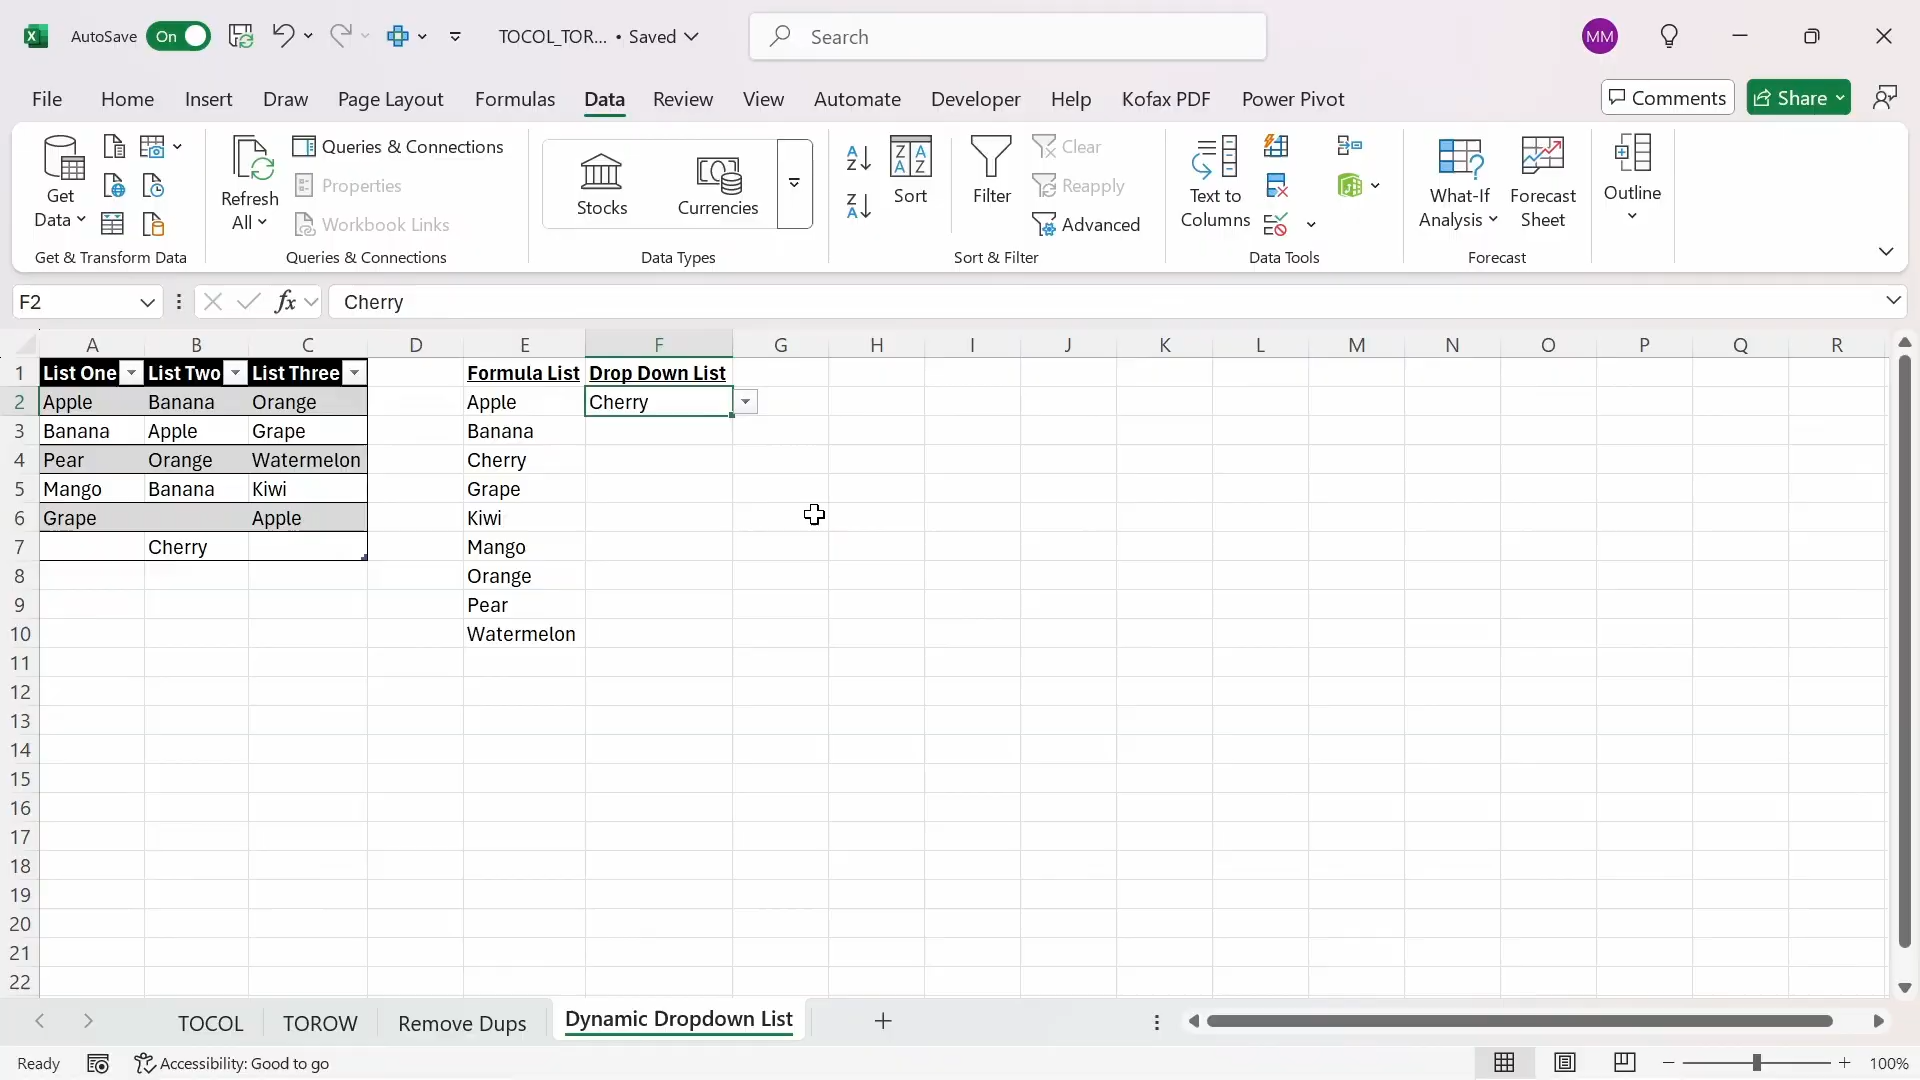 AutoSave On TOCOL_TOR... • Saved Search MM
File Home Insert Draw Page Layout Formulas Data Review View Automate Developer Help Kofax PDF Power Pivot Comments Share
Get
Data
Refresh
All
Queries & Connections
Properties
Workbook Links
Stocks
Currencies
Sort
Filter
Clear
Reapply
Advanced
Text to
Columns
What-If
Analysis
Forecast
Sheet
Outline
Get & Transform Data Queries & Connections Data Types Sort & Filter Data Tools Forecast
F2 fx Cherry
A B C D E F G H I J K L M N O P Q R
1 List One List Two List Three Formula List Drop Down List
2 Apple Banana Orange Apple Cherry
3 Banana Apple Grape Banana
4 Pear Orange Watermelon Cherry
5 Mango Banana Kiwi Grape
6 Grape Apple Kiwi
7 Cherry Mango
8 Orange
9 Pear
10 Watermelon
11
12
13
14
15
16
17
18
19
20
21
22
TOCOL TOROW Remove Dups Dynamic Dropdown List
Ready Accessibility: Good to go 100%